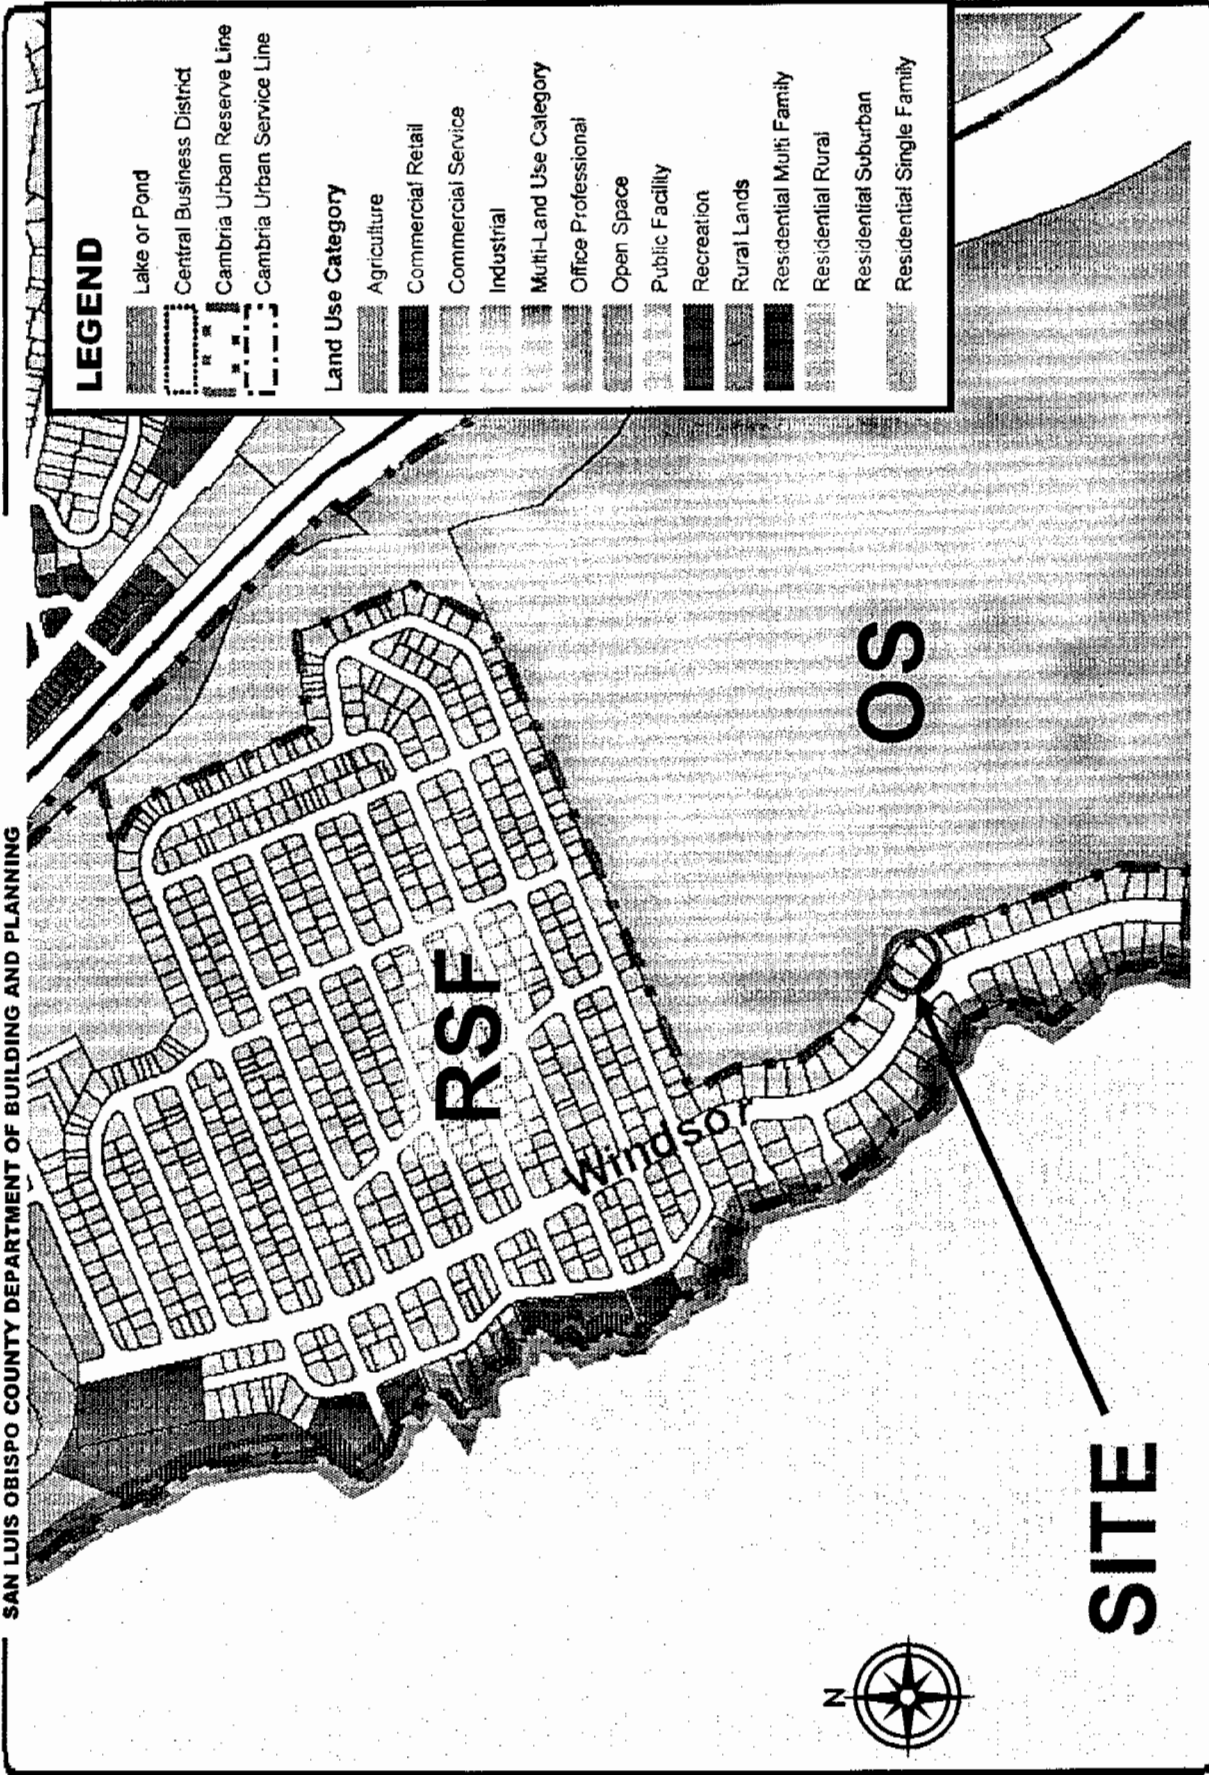 SAN LUIS OBISPO COUNTY DEPARTMENT OF BUILDING AND PLANNING
LEGEND
Lake or Pond
Central Business District
Cambria Urban Reserve Line
Cambria Urban Service Line
Land Use Category
Agriculture
Commercial Retail
Commercial Service
Industrial
Multi-Land Use Category
Office Professional
Open Space
Public Facility
Recreation
Rural Lands
Residential Multi Family
Residential Rural
Residential Suburban
Residential Single Family
RSF
Windsor
OS
SITE
N